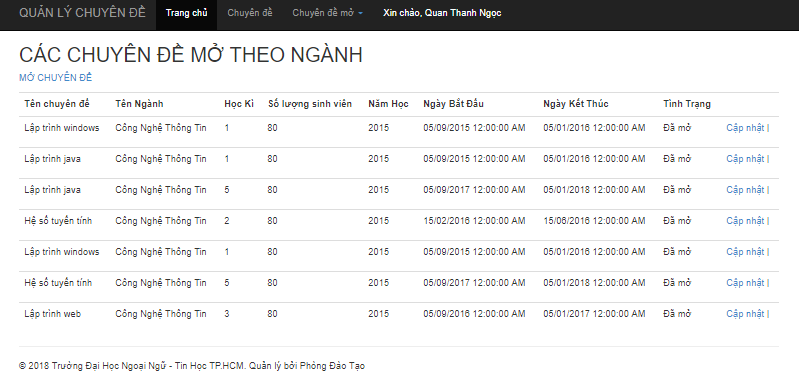 QUẢN LÝ CHUYÊN ĐỀ Trang chủ Chuyên đề Chuyên đề mở Xin chào, Quan Thanh Ngọc
CÁC CHUYÊN ĐỀ MỞ THEO NGÀNH
MỞ CHUYÊN ĐỀ
Tên chuyên đề Tên Ngành Học Kì Số lượng sinh viên Năm Học Ngày Bắt Đầu Ngày Kết Thúc Tình Trạng
Lập trình windows Công Nghệ Thông Tin 1 80 2015 05/09/2015 12:00:00 AM 05/01/2016 12:00:00 AM Đã mở Cập nhật |
Lập trình java Công Nghệ Thông Tin 1 80 2015 05/09/2015 12:00:00 AM 05/01/2016 12:00:00 AM Đã mở Cập nhật |
Lập trình java Công Nghệ Thông Tin 5 80 2015 05/09/2017 12:00:00 AM 05/01/2018 12:00:00 AM Đã mở Cập nhật |
Hệ số tuyến tính Công Nghệ Thông Tin 2 80 2015 15/02/2016 12:00:00 AM 15/06/2016 12:00:00 AM Đã mở Cập nhật |
Lập trình windows Công Nghệ Thông Tin 1 80 2015 05/09/2015 12:00:00 AM 05/01/2016 12:00:00 AM Đã mở Cập nhật |
Hệ số tuyến tính Công Nghệ Thông Tin 5 80 2015 05/09/2017 12:00:00 AM 05/01/2018 12:00:00 AM Đã mở Cập nhật |
Lập trình web Công Nghệ Thông Tin 3 80 2015 05/09/2016 12:00:00 AM 05/01/2017 12:00:00 AM Đã mở Cập nhật |
© 2018 Trường Đại Học Ngoại Ngữ - Tin Học TP.HCM. Quản lý bởi Phòng Đào Tạo